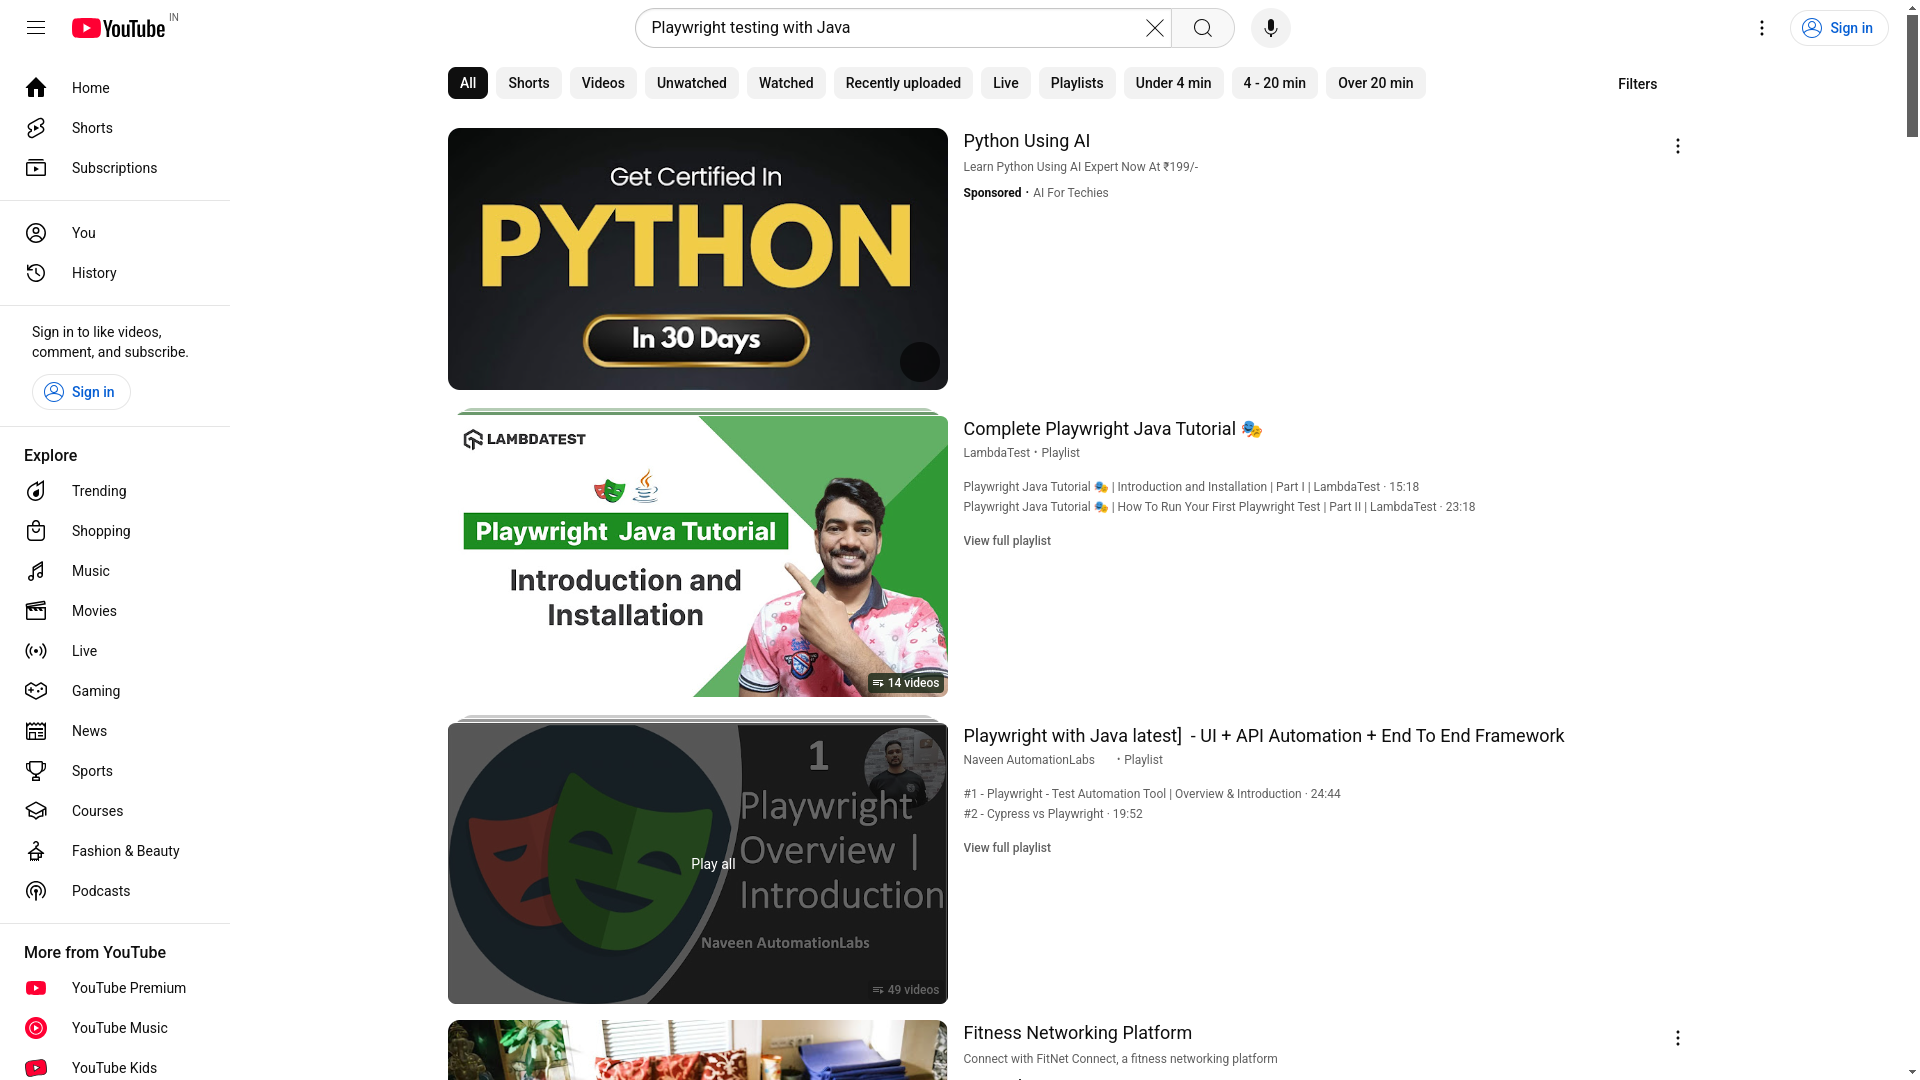 YouTube IN
Playwright testing with Java
Sign in
Home
Shorts
Subscriptions
You
History
Sign in to like videos,
comment, and subscribe.
Sign in
Explore
Trending
Shopping
Music
Movies
Live
Gaming
News
Sports
Courses
Fashion & Beauty
Podcasts
More from YouTube
YouTube Premium
YouTube Music
YouTube Kids
All Shorts Videos Unwatched Watched Recently uploaded Live Playlists Under 4 min 4 - 20 min Over 20 min Filters
Get Certified In
PYTHON
In 30 Days
Python Using AI
Learn Python Using AI Expert Now At ₹199/-
Sponsored · AI For Techies
LAMBDATEST
Playwright Java Tutorial
Introduction and
Installation
14 videos
Complete Playwright Java Tutorial 🎭
LambdaTest · Playlist
Playwright Java Tutorial 🎭 | Introduction and Installation | Part I | LambdaTest · 15:18
Playwright Java Tutorial 🎭 | How To Run Your First Playwright Test | Part II | LambdaTest · 23:18
View full playlist
1
Playwright
Overview |
Introduction
Play all
Naveen AutomationLabs
49 videos
Playwright with Java latest] - UI + API Automation + End To End Framework
Naveen AutomationLabs · Playlist
#1 - Playwright - Test Automation Tool | Overview & Introduction · 24:44
#2 - Cypress vs Playwright · 19:52
View full playlist
Fitness Networking Platform
Connect with FitNet Connect, a fitness networking platform